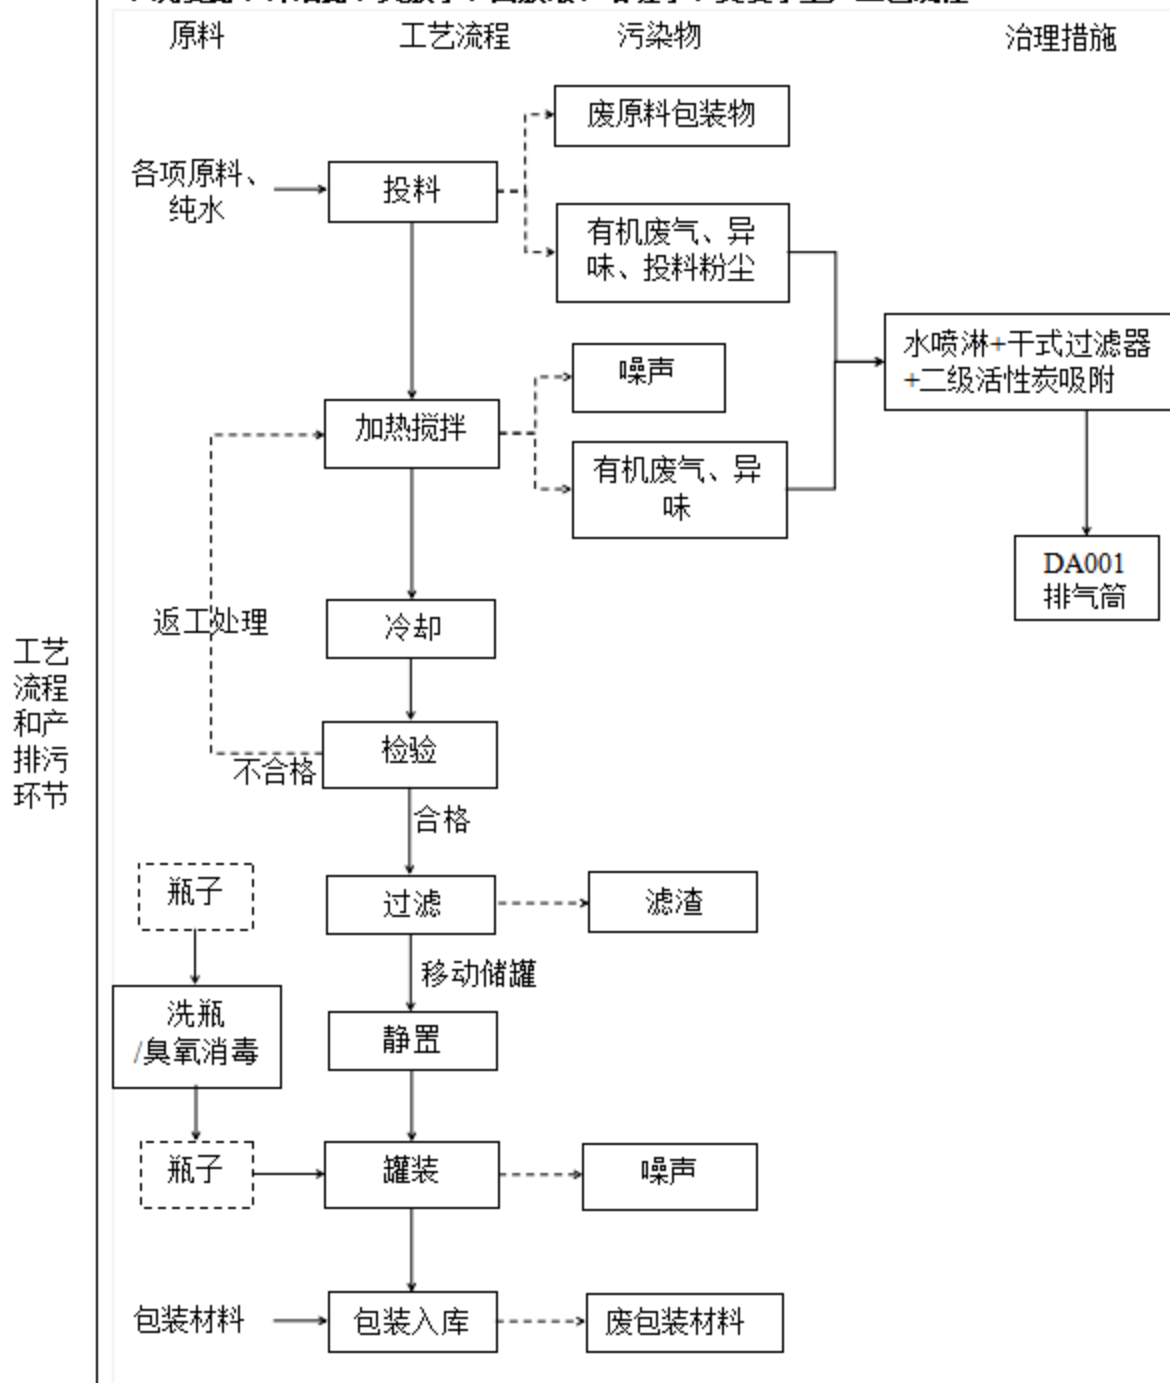 原料
工艺流程
污染物
治理措施
废原料包装物
各项原料、
纯水
投料
有机废气、异
味、投料粉尘
水喷淋+干式过滤器
+二级活性炭吸附
噪声
加热搅拌
有机废气、异
味
DA001
排气筒
返工处理
冷却
工艺
流程
和产
排污
环节
检验
不合格
合格
瓶子
过滤
滤渣
移动储罐
洗瓶
/臭氧消毒
静置
瓶子
罐装
噪声
包装材料
包装入库
废包装材料